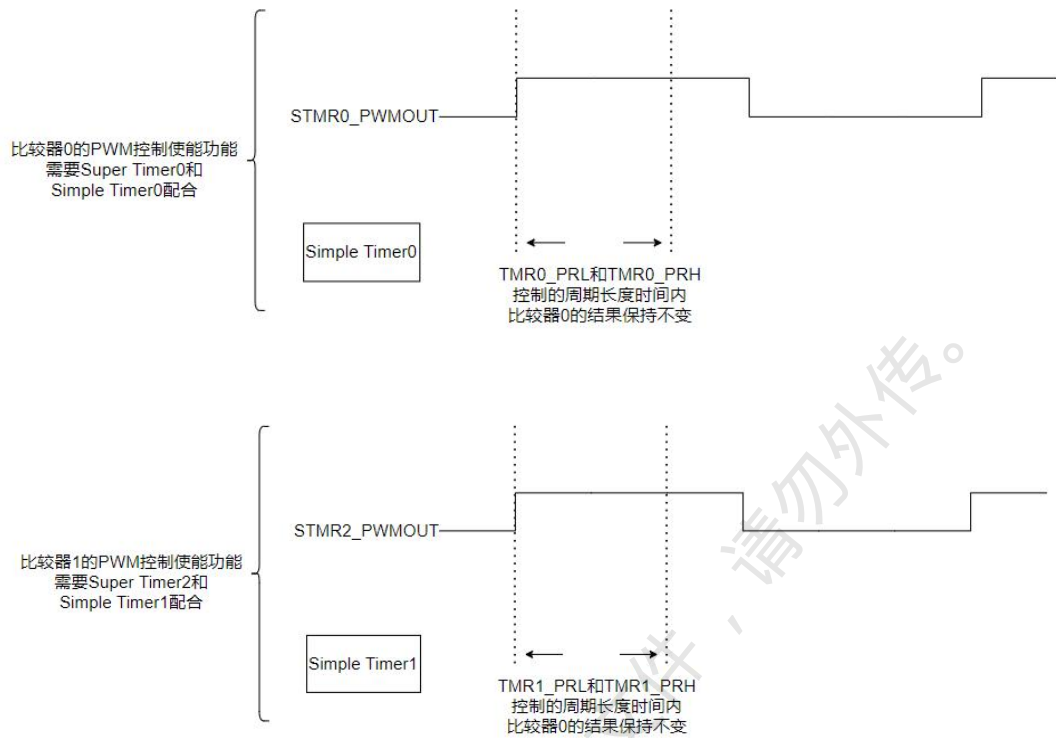 STMR0_PWMOUT
比较器0的PWM控制使能功能
需要Super Timer0和
Simple Timer0配合
Simple Timer0
TMR0_PRL和TMR0_PRH
控制的周期长度时间内
比较器0的结果保持不变
STMR2_PWMOUT
比较器1的PWM控制使能功能
需要Super Timer2和
Simple Timer1配合
Simple Timer1
TMR1_PRL和TMR1_PRH
控制的周期长度时间内
比较器0的结果保持不变
件，请勿外传。